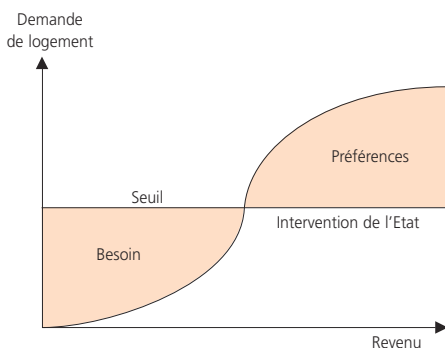 Demande
de logement
Préférences
Seuil
Intervention de l'Etat
Besoin
Revenu